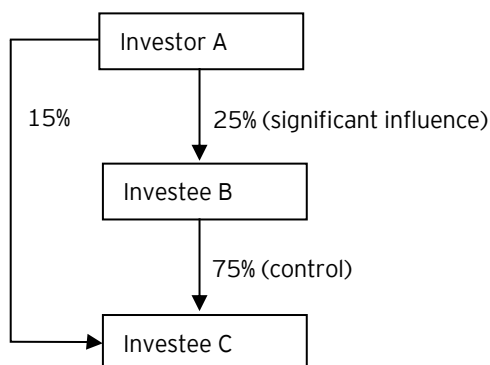 Investor A
15%
25% (significant influence)
Investee B
75% (control)
Investee C